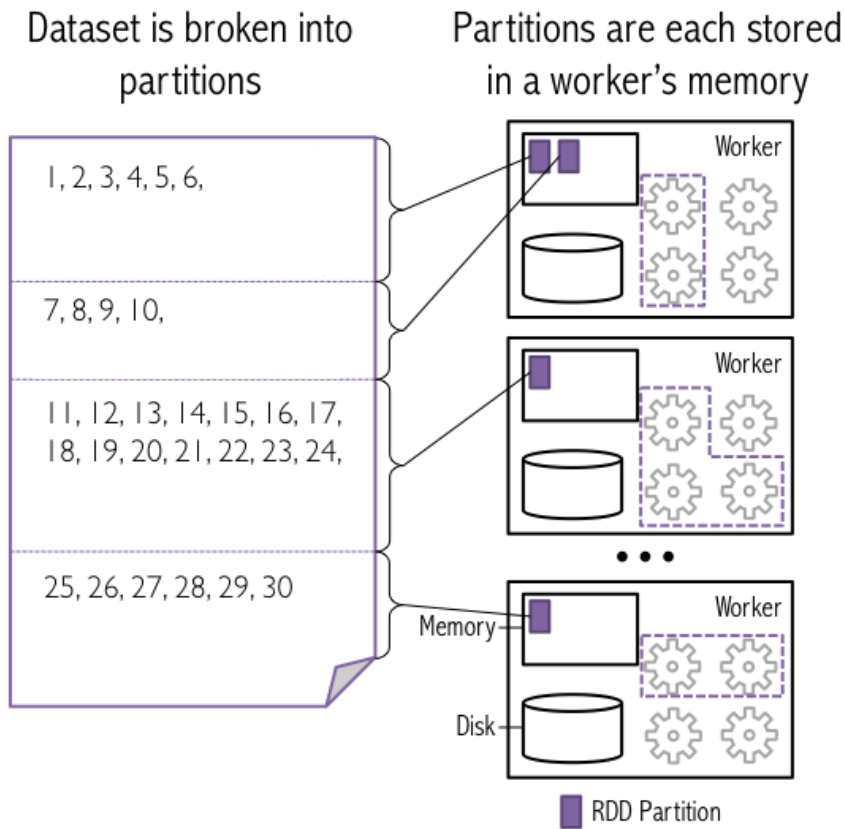 Dataset is broken into
partitions
Partitions are each stored
in a worker's memory
1, 2, 3, 4, 5, 6,
7, 8, 9, 10,
11, 12, 13, 14, 15, 16, 17,
18, 19, 20, 21, 22, 23, 24,
25, 26, 27, 28, 29, 30
Worker
Worker
Worker
Memory
Disk
RDD Partition